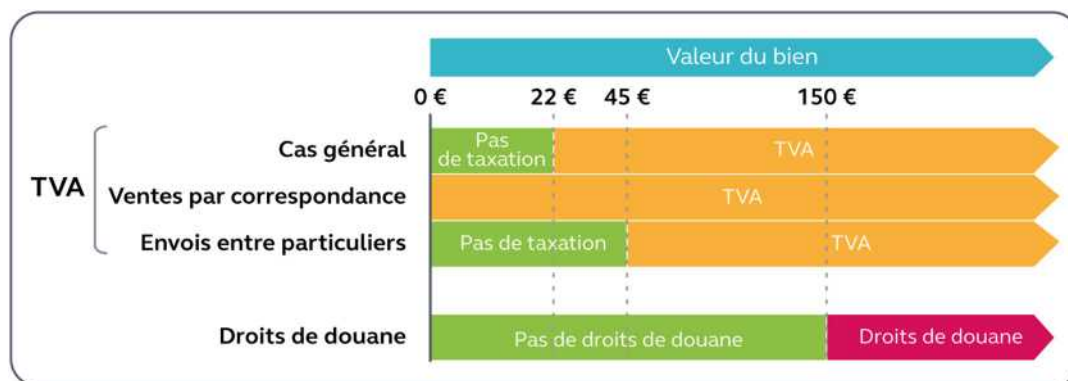 Valeur du bien
0 € 22 € 45 € 150 €
TVA
Cas général
Pas
de taxation
TVA
Ventes par correspondance
TVA
Envois entre particuliers
Pas de taxation
TVA
Droits de douane
Pas de droits de douane
Droits de douane